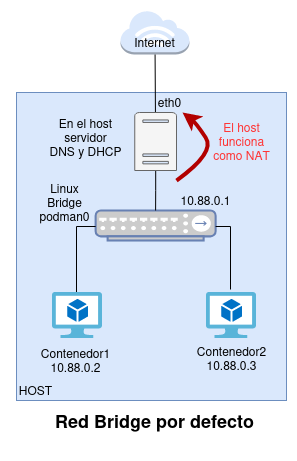 Internet
eth0
En el host
servidor
DNS y DHCP
El host
funciona
como NAT
Linux
Bridge
podman0
10.88.0.1
Contenedor1
10.88.0.2
Contenedor2
10.88.0.3
HOST
Red Bridge por defecto